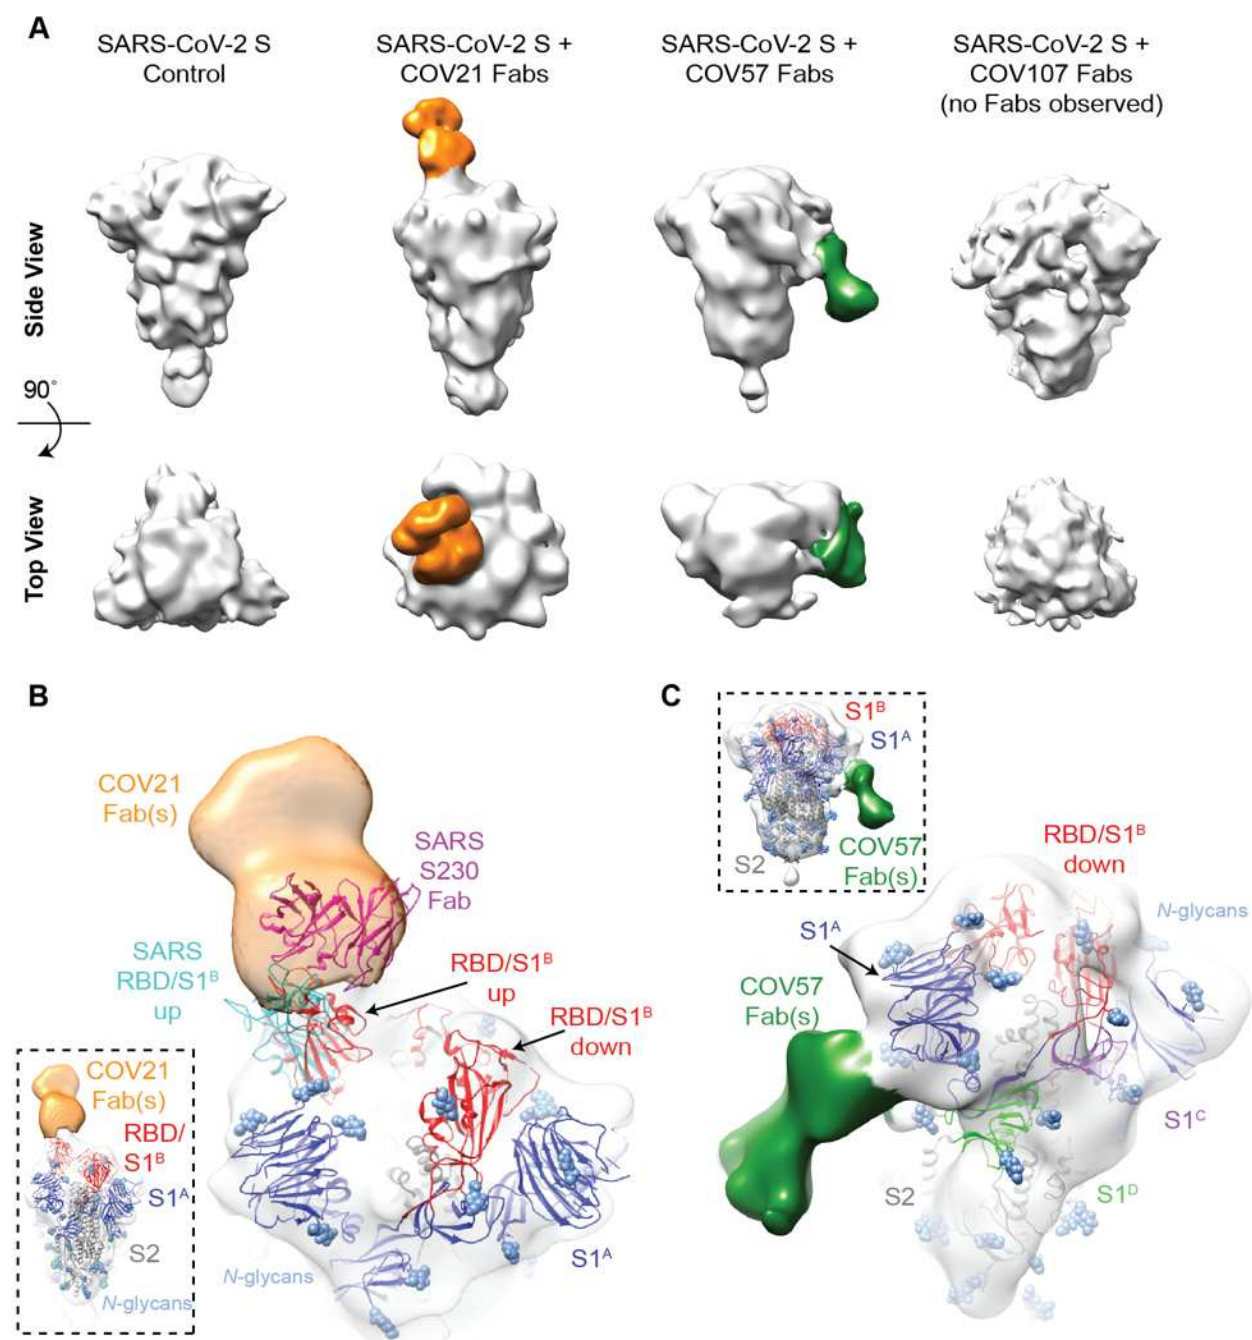 A
SARS-CoV-2 S
Control
SARS-CoV-2 S +
COV21 Fabs
SARS-CoV-2 S +
COV57 Fabs
SARS-CoV-2 S +
COV107 Fabs
(no Fabs observed)
Side View
90°
Top View
B
COV21
Fab(s)
SARS
S230
Fab
SARS
RBD/S1ᴮ
up
RBD/S1ᴮ
up
RBD/S1ᴮ
down
S1ᴬ
N-glycans
COV21
Fab(s)
RBD/
S1ᴮ
S1ᴬ
S2
N-glycans
C
S1ᴮ
S1ᴬ
S2
COV57
Fab(s)
RBD/S1ᴮ
down
N-glycans
S1ᴬ
COV57
Fab(s)
S1ᶜ
S2
S1ᴰ